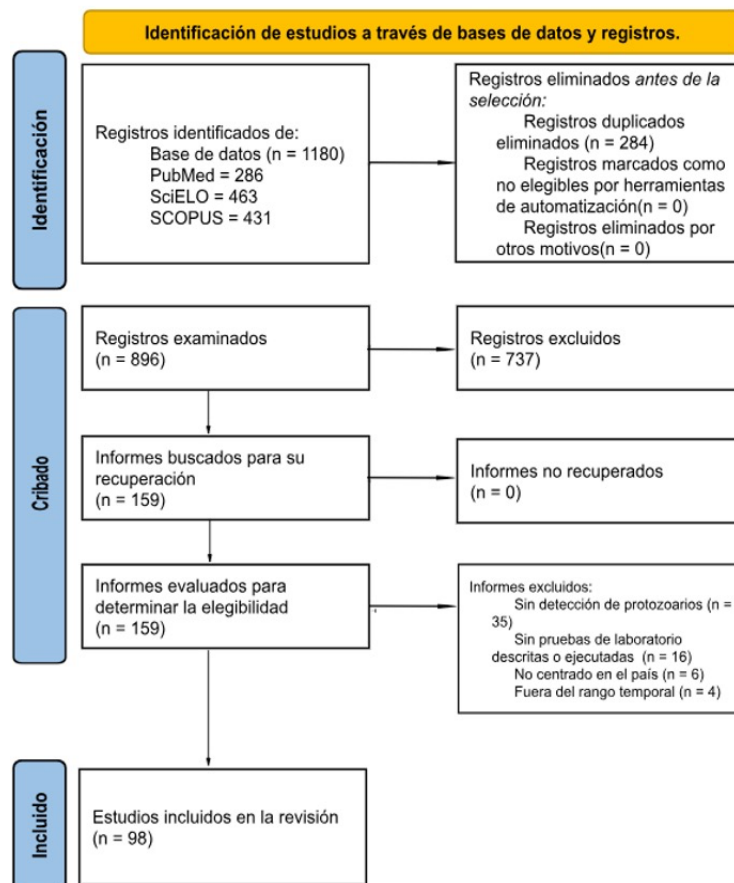 Identificación de estudios a través de bases de datos y registros.
Identificación
Registros identificados de:
Base de datos (n = 1180)
PubMed = 286
SciELO = 463
SCOPUS = 431
Registros eliminados antes de la
selección:
Registros duplicados
eliminados (n = 284)
Registros marcados como
no elegibles por herramientas
de automatización(n = 0)
Registros eliminados por
otros motivos(n = 0)
Cribado
Registros examinados
(n = 896)
Registros excluidos
(n = 737)
Informes buscados para su
recuperación
(n = 159)
Informes no recuperados
(n = 0)
Informes evaluados para
determinar la elegibilidad
(n = 159)
Informes excluidos:
Sin detección de protozoarios (n =
35)
Sin pruebas de laboratorio
descritas o ejecutadas (n = 16)
No centrado en el país (n = 6)
Fuera del rango temporal (n = 4)
Incluido
Estudios incluidos en la revisión
(n = 98)